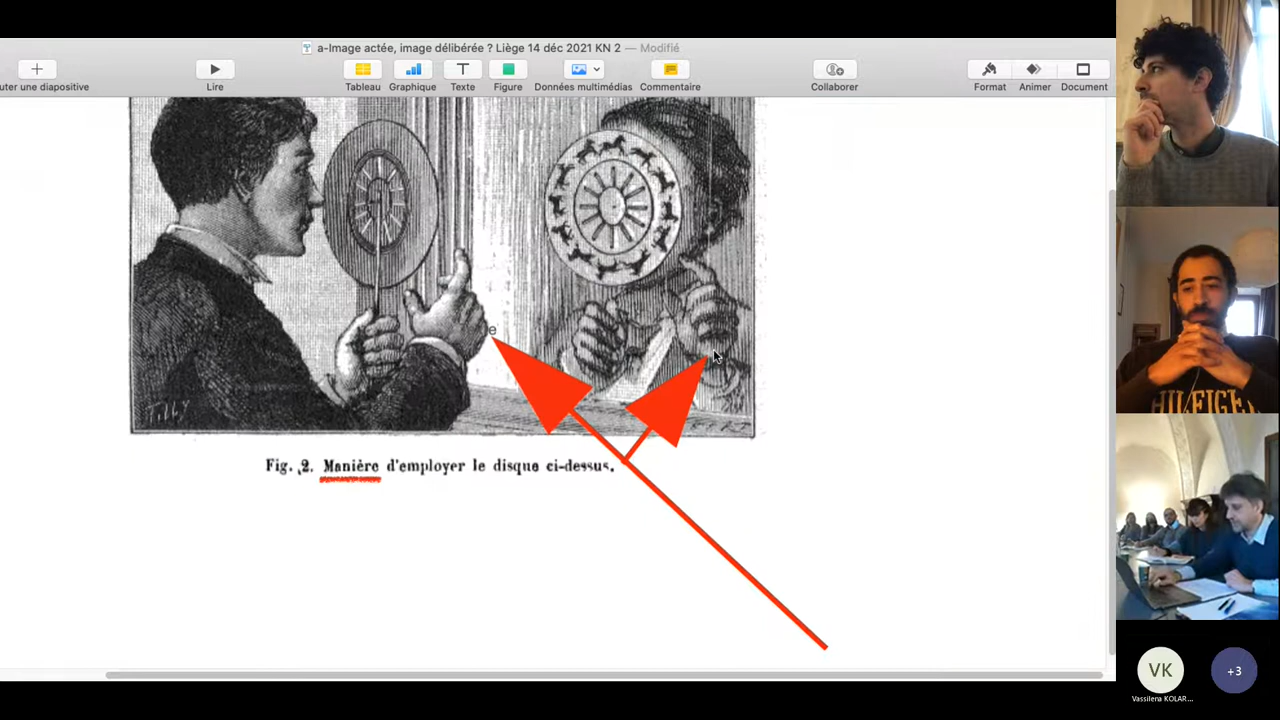 a-Image actée, image délibérée ? Liège 14 déc 2021 KN 2 — Modifié
uter une diapositive
Lire
Tableau
Graphique
Texte
Figure
Données multimédias
Commentaire
Collaborer
Format
Animer
Document
e
TILLY
Fig. 2. Manière d'employer le disque ci-dessus.
HILFIGE
VK
Vassilena KOLAR...
+3